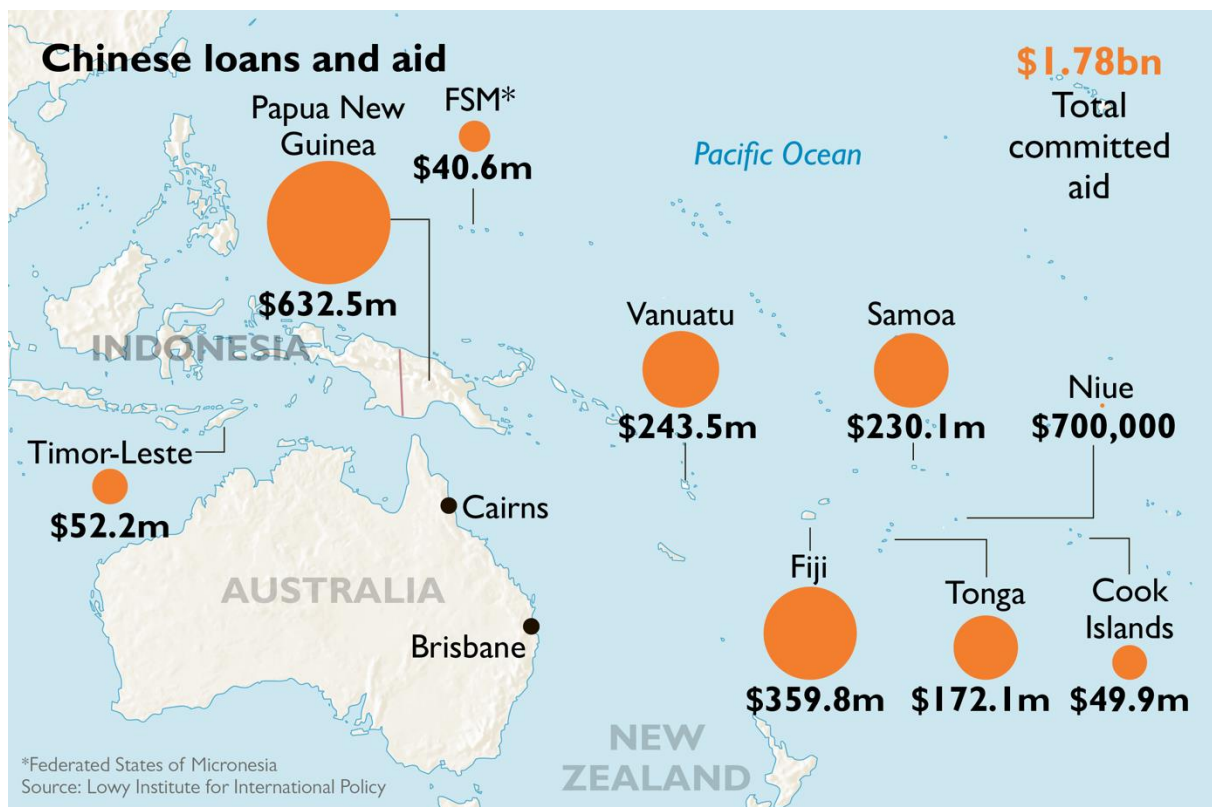 Chinese loans and aid
$1.78bn
Total
committed
aid
Papua New
Guinea
$632.5m
FSM*
$40.6m
Pacific Ocean
INDONESIA
Vanuatu
$243.5m
Samoa
$230.1m
Niue
$700,000
Timor-Leste
$52.2m
Cairns
AUSTRALIA
Brisbane
Fiji
$359.8m
Tonga
$172.1m
Cook
Islands
$49.9m
NEW
ZEALAND
*Federated States of Micronesia
Source: Lowy Institute for International Policy